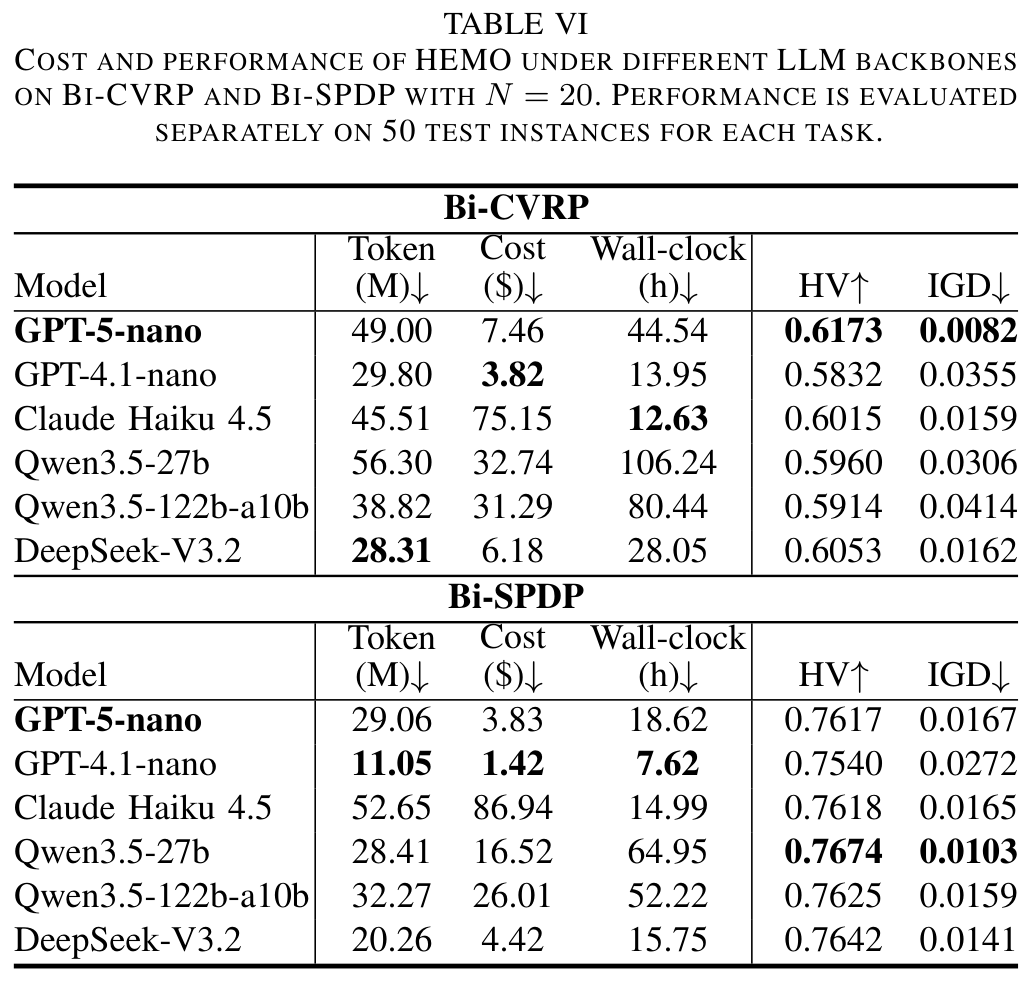 TABLE VI
COST AND PERFORMANCE OF HEMO UNDER DIFFERENT LLM BACKBONES
ON BI-CVRP AND BI-SPDP WITH N = 20. PERFORMANCE IS EVALUATED
SEPARATELY ON 50 TEST INSTANCES FOR EACH TASK.
Bi-CVRP
Token Cost Wall-clock
Model (M)↓ ($)↓ (h)↓ HV↑ IGD↓
GPT-5-nano 49.00 7.46 44.54 0.6173 0.0082
GPT-4.1-nano 29.80 3.82 13.95 0.5832 0.0355
Claude Haiku 4.5 45.51 75.15 12.63 0.6015 0.0159
Qwen3.5-27b 56.30 32.74 106.24 0.5960 0.0306
Qwen3.5-122b-a10b 38.82 31.29 80.44 0.5914 0.0414
DeepSeek-V3.2 28.31 6.18 28.05 0.6053 0.0162
Bi-SPDP
Token Cost Wall-clock
Model (M)↓ ($)↓ (h)↓ HV↑ IGD↓
GPT-5-nano 29.06 3.83 18.62 0.7617 0.0167
GPT-4.1-nano 11.05 1.42 7.62 0.7540 0.0272
Claude Haiku 4.5 52.65 86.94 14.99 0.7618 0.0165
Qwen3.5-27b 28.41 16.52 64.95 0.7674 0.0103
Qwen3.5-122b-a10b 32.27 26.01 52.22 0.7625 0.0159
DeepSeek-V3.2 20.26 4.42 15.75 0.7642 0.0141